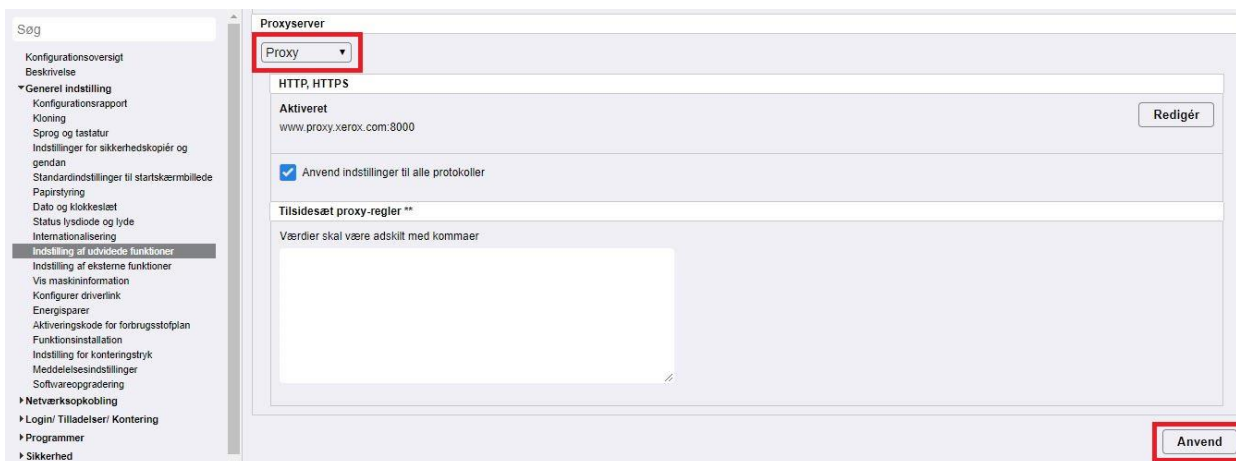 Søg
Konfigurationsoversigt
Beskrivelse
Generel indstilling
Konfigurationsrapport
Kloning
Sprog og tastatur
Indstillinger for sikkerhedskopiér og
gendan
Standardindstillinger til startskærmbillede
Papirstyring
Dato og klokkeslæt
Status lysdiode og lyde
Internationalisering
Indstilling af udvidede funktioner
Indstilling af eksterne funktioner
Vis maskininformation
Konfigurer driverlink
Energisparer
Aktiveringskode for forbrugsstofplan
Funktionsinstallation
Indstilling for konteringstryk
Meddelelsesindstillinger
Softwareopgradering
Netværksopkobling
Login/ Tilladelser/ Kontering
Programmer
Sikkerhed
Proxyserver
Proxy
HTTP, HTTPS
Aktiveret
www.proxy.xerox.com:8000
Redigér
Anvend indstillinger til alle protokoller
Tilsidesæt proxy-regler **
Værdier skal være adskilt med kommaer
Anvend